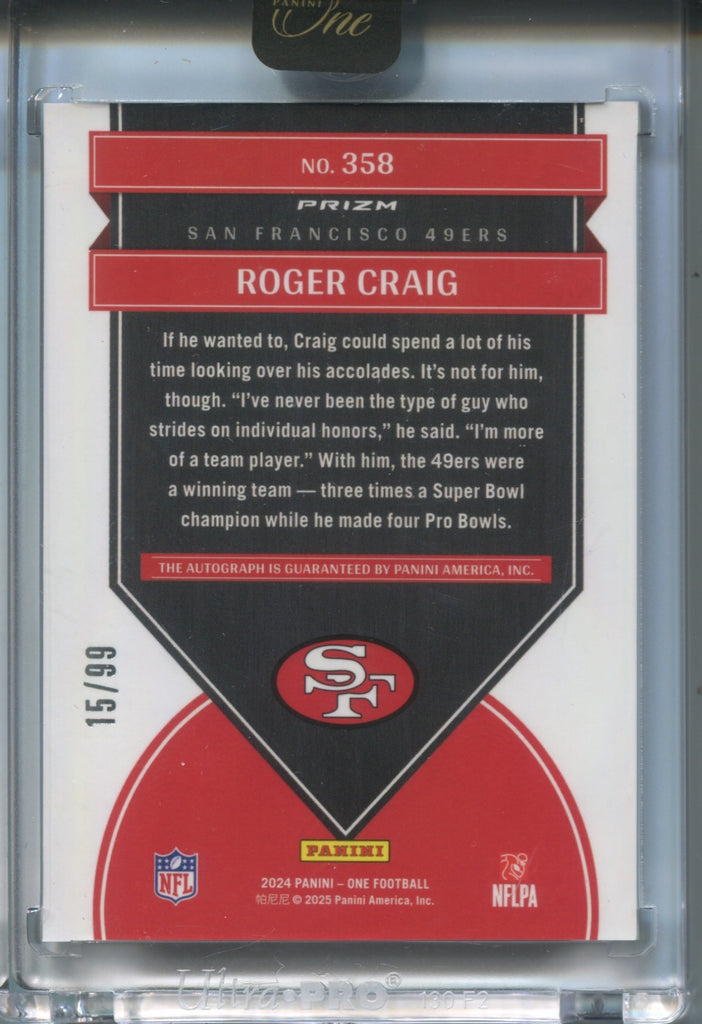 PANINI
One
NO. 358
PRIZM
SAN FRANCISCO 49ERS
ROGER CRAIG
If he wanted to, Craig could spend a lot of his
time looking over his accolades. It's not for him,
though. “I've never been the type of guy who
strides on individual honors,” he said. “I'm more
of a team player.” With him, the 49ers were
a winning team — three times a Super Bowl
champion while he made four Pro Bowls.
THE AUTOGRAPH IS GUARANTEED BY PANINI AMERICA, INC.
15/99
SF
PANINI
NFL
2024 PANINI – ONE FOOTBALL
帕尼尼 © 2025 Panini America, Inc.
NFLPA
Ultra·PRO® 130 F2